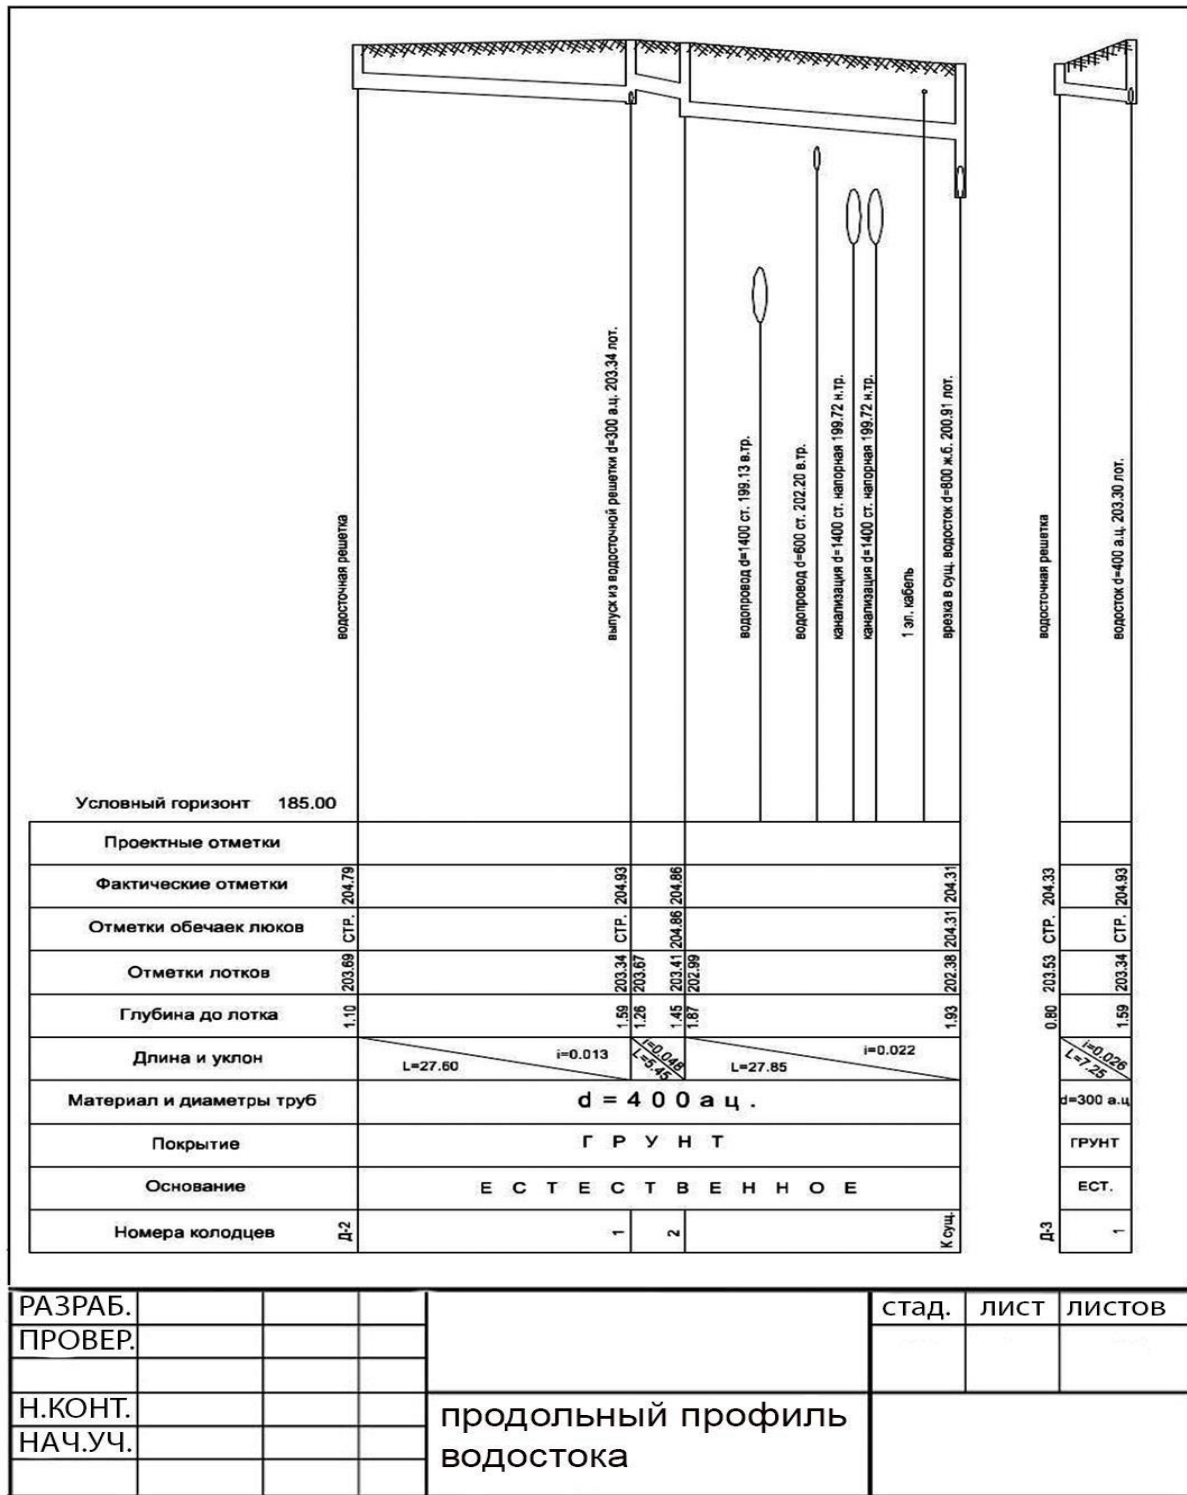 водосточная решетка
выпуск из водосточной решетки d=300 а.ц. 203.34 лот.
водопровод d=1400 ст. 199.13 в.тр.
водопровод d=600 ст. 202.20 в.тр.
канализация d=1400 ст. напорная 199.72 н.тр.
канализация d=1400 ст. напорная 199.72 н.тр.
1 эл. кабель
врезка в сущ. водосток d=800 ж.б. 200.91 лот.
водосточная решетка
водосток d=400 а.ц. 203.30 лот.
Условный горизонт 185.00
Проектные отметки
Фактические отметки 204.79 204.93 204.86 204.31 204.33 204.93
Отметки обечаек люков СТР. СТР. 204.86 204.31 СТР. СТР.
Отметки лотков 203.69 203.34 203.67 203.41 202.99 202.38 203.53 203.34
Глубина до лотка 1.10 1.59 1.26 1.45 1.87 1.93 0.80 1.59
Длина и уклон L=27.60 i=0.013 i=0.048 L=5.45 L=27.85 i=0.022 i=0.026 L=7.25
Материал и диаметры труб d=400ац. d=300 а.ц
Покрытие ГРУНТ ГРУНТ
Основание ЕСТЕСТВЕННОЕ ЕСТ.
Номера колодцев Д-2 1 2 К сущ. Д-3 1
РАЗРАБ. стад. лист листов
ПРОВЕР.
Н.КОНТ.
НАЧ.УЧ.
продольный профиль
водостока